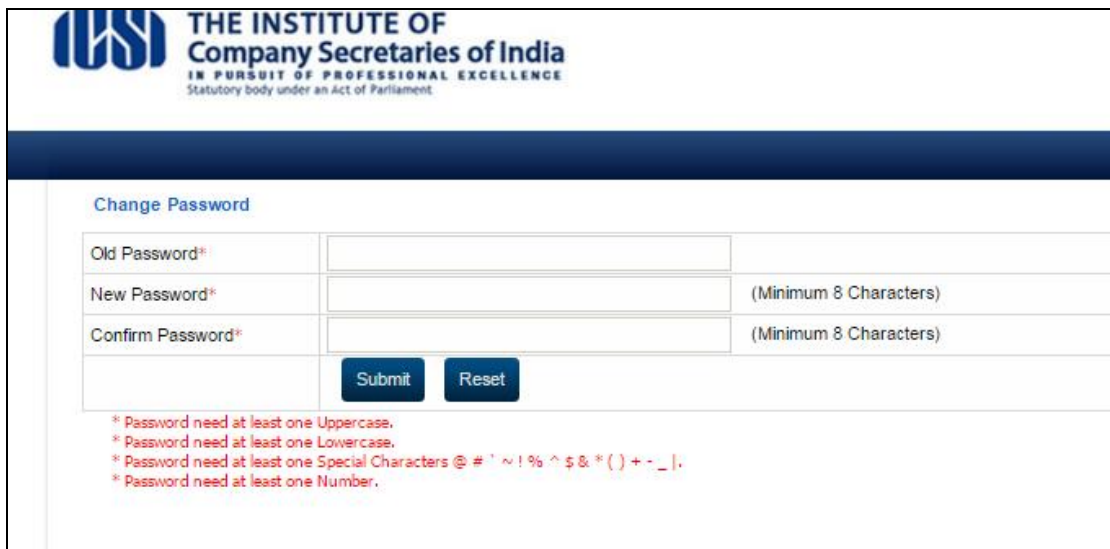 ICSI
THE INSTITUTE OF
Company Secretaries of India
IN PURSUIT OF PROFESSIONAL EXCELLENCE
Statutory body under an Act of Parliament
Change Password
Old Password*
New Password* (Minimum 8 Characters)
Confirm Password* (Minimum 8 Characters)
Submit Reset
* Password need at least one Uppercase.
* Password need at least one Lowercase.
* Password need at least one Special Characters @ # ` ~ ! % ^ $ & * ( ) + - _ |.
* Password need at least one Number.